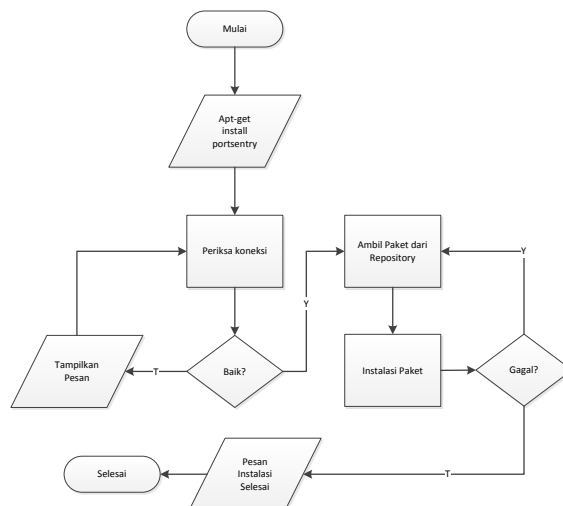 Mulai
Apt-get
install
portsentry
Periksa koneksi
Ambil Paket dari
Repository
Y
Y
Tampilkan
Pesan
T
Baik?
Instalasi Paket
Gagal?
Selesai
Pesan
Instalasi
Selesai
T